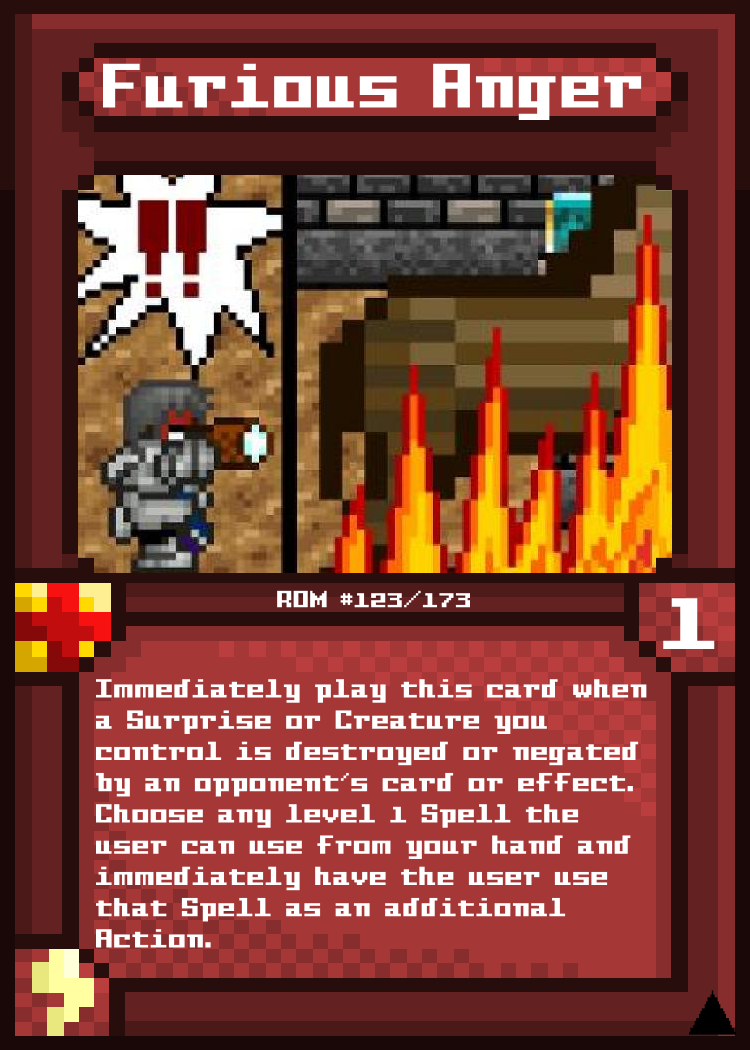 Furious Anger
!!
ROM #123/173
1
Immediately play this card when
a Surprise or Creature you
control is destroyed or negated
by an opponent's card or effect.
Choose any level 1 Spell the
user can use from your hand and
immediately have the user use
that Spell as an additional
Action.